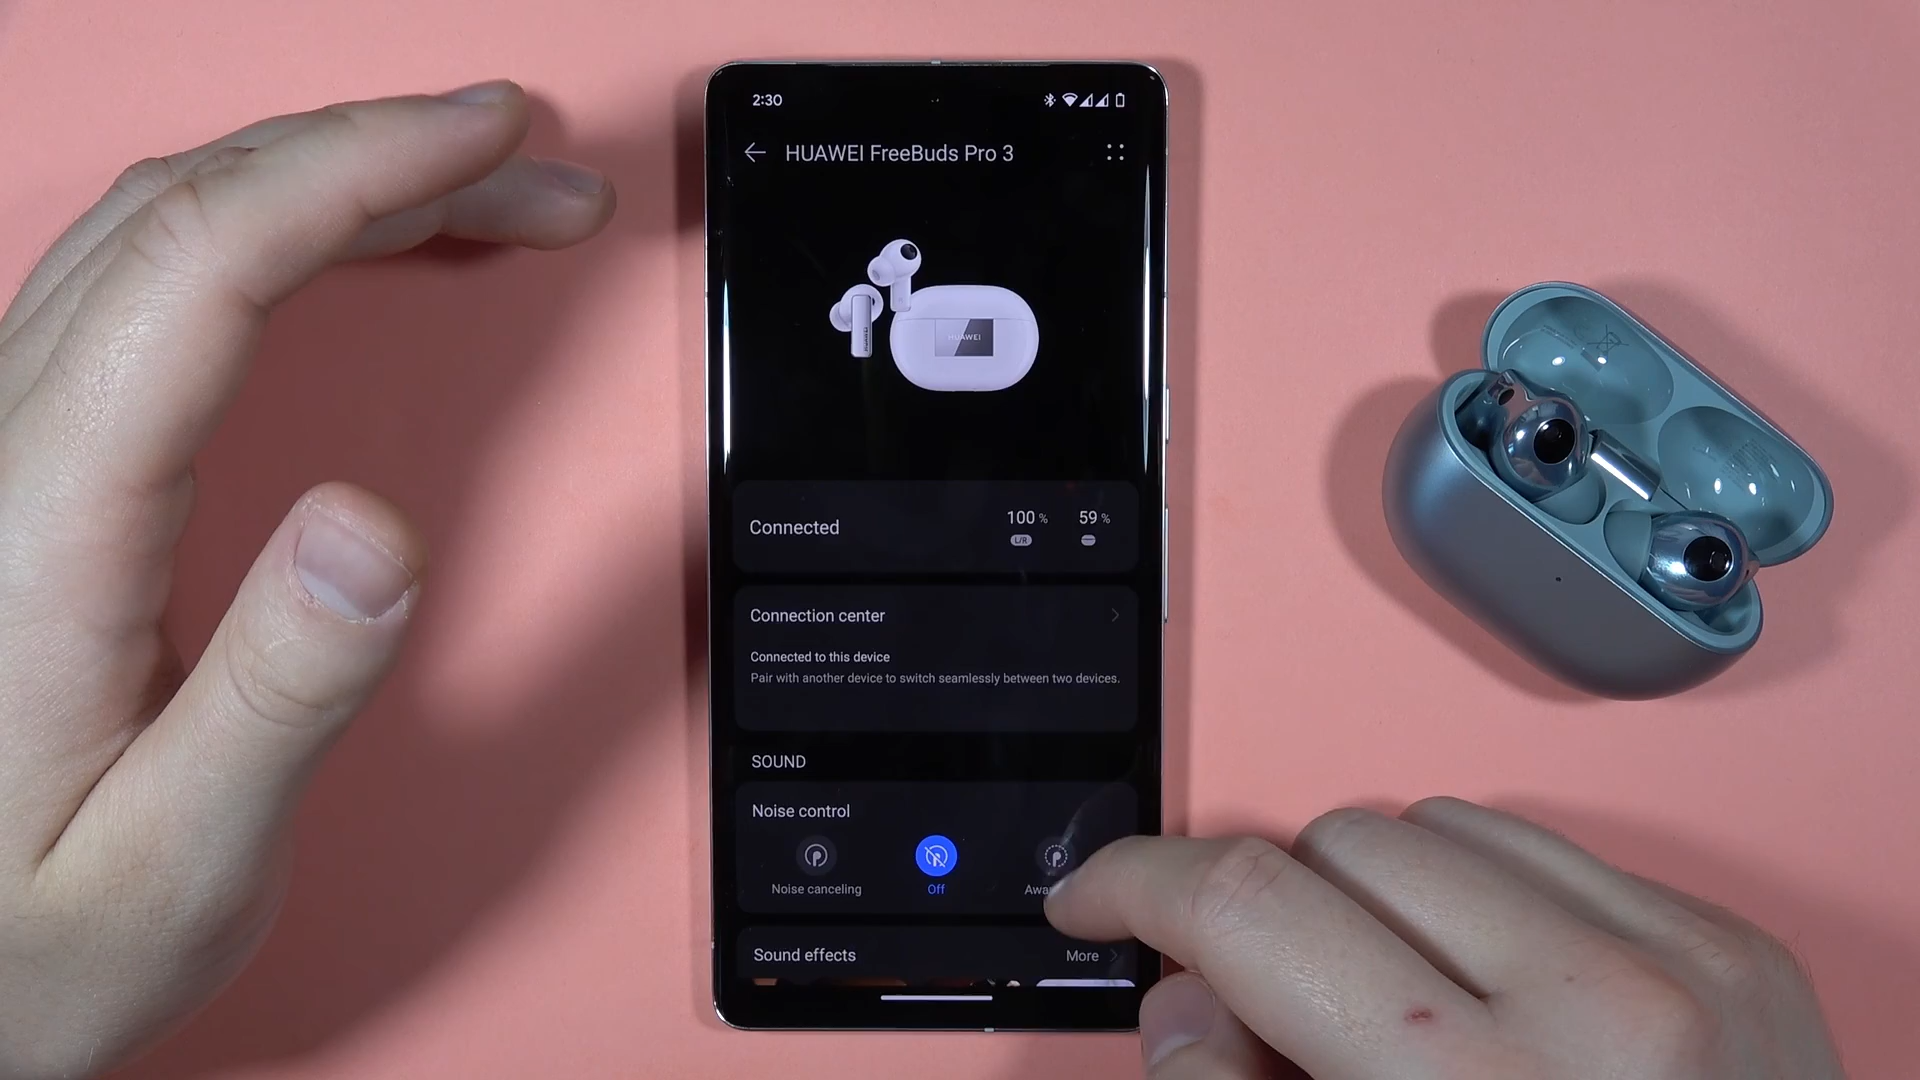 2:30
HUAWEI FreeBuds Pro 3
HUAWEI
Connected
100 %
59 %
L/R
Connection center
Connected to this device
Pair with another device to switch seamlessly between two devices.
SOUND
Noise control
Noise canceling
Off
Sound effects
More